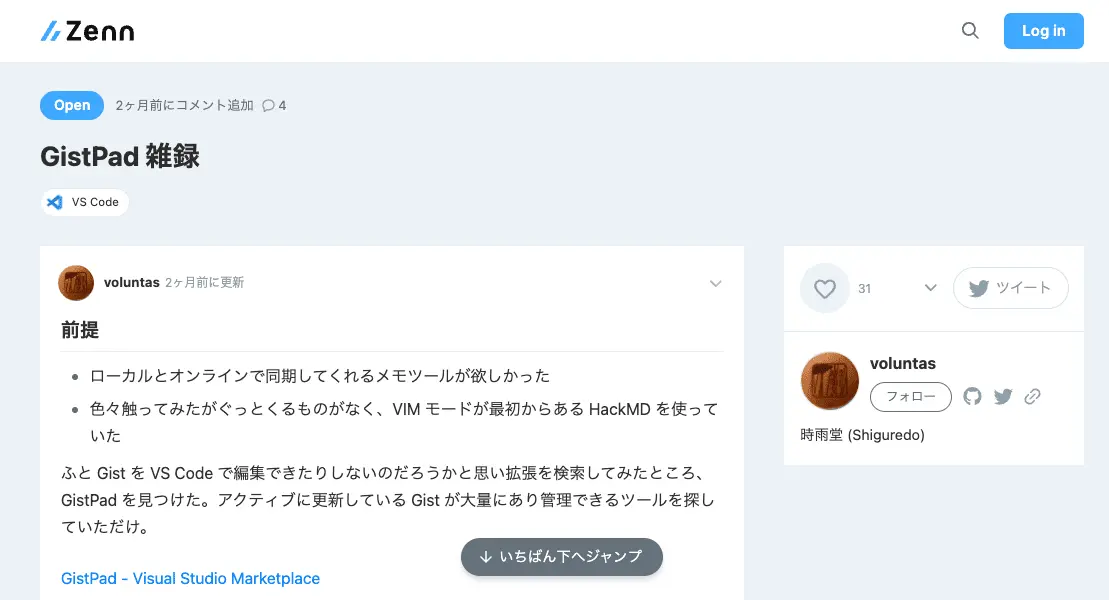 Zenn
Log in
Open 2ヶ月前にコメント追加 4
GistPad 雑録
VS Code
voluntas 2ヶ月前に更新
前提
ローカルとオンラインで同期してくれるメモツールが欲しかった
色々触ってみたがぐっとくるものがなく、VIM モードが最初からある HackMD を使って
いた
ふと Gist を VS Code で編集できたりしないのだろうかと思い拡張を検索してみたところ、
GistPad を見つけた。アクティブに更新している Gist が大量にあり管理できるツールを探し
ていただけ。
↓ いちばん下へジャンプ
GistPad - Visual Studio Marketplace
31 ツイート
voluntas
フォロー
時雨堂 (Shiguredo)